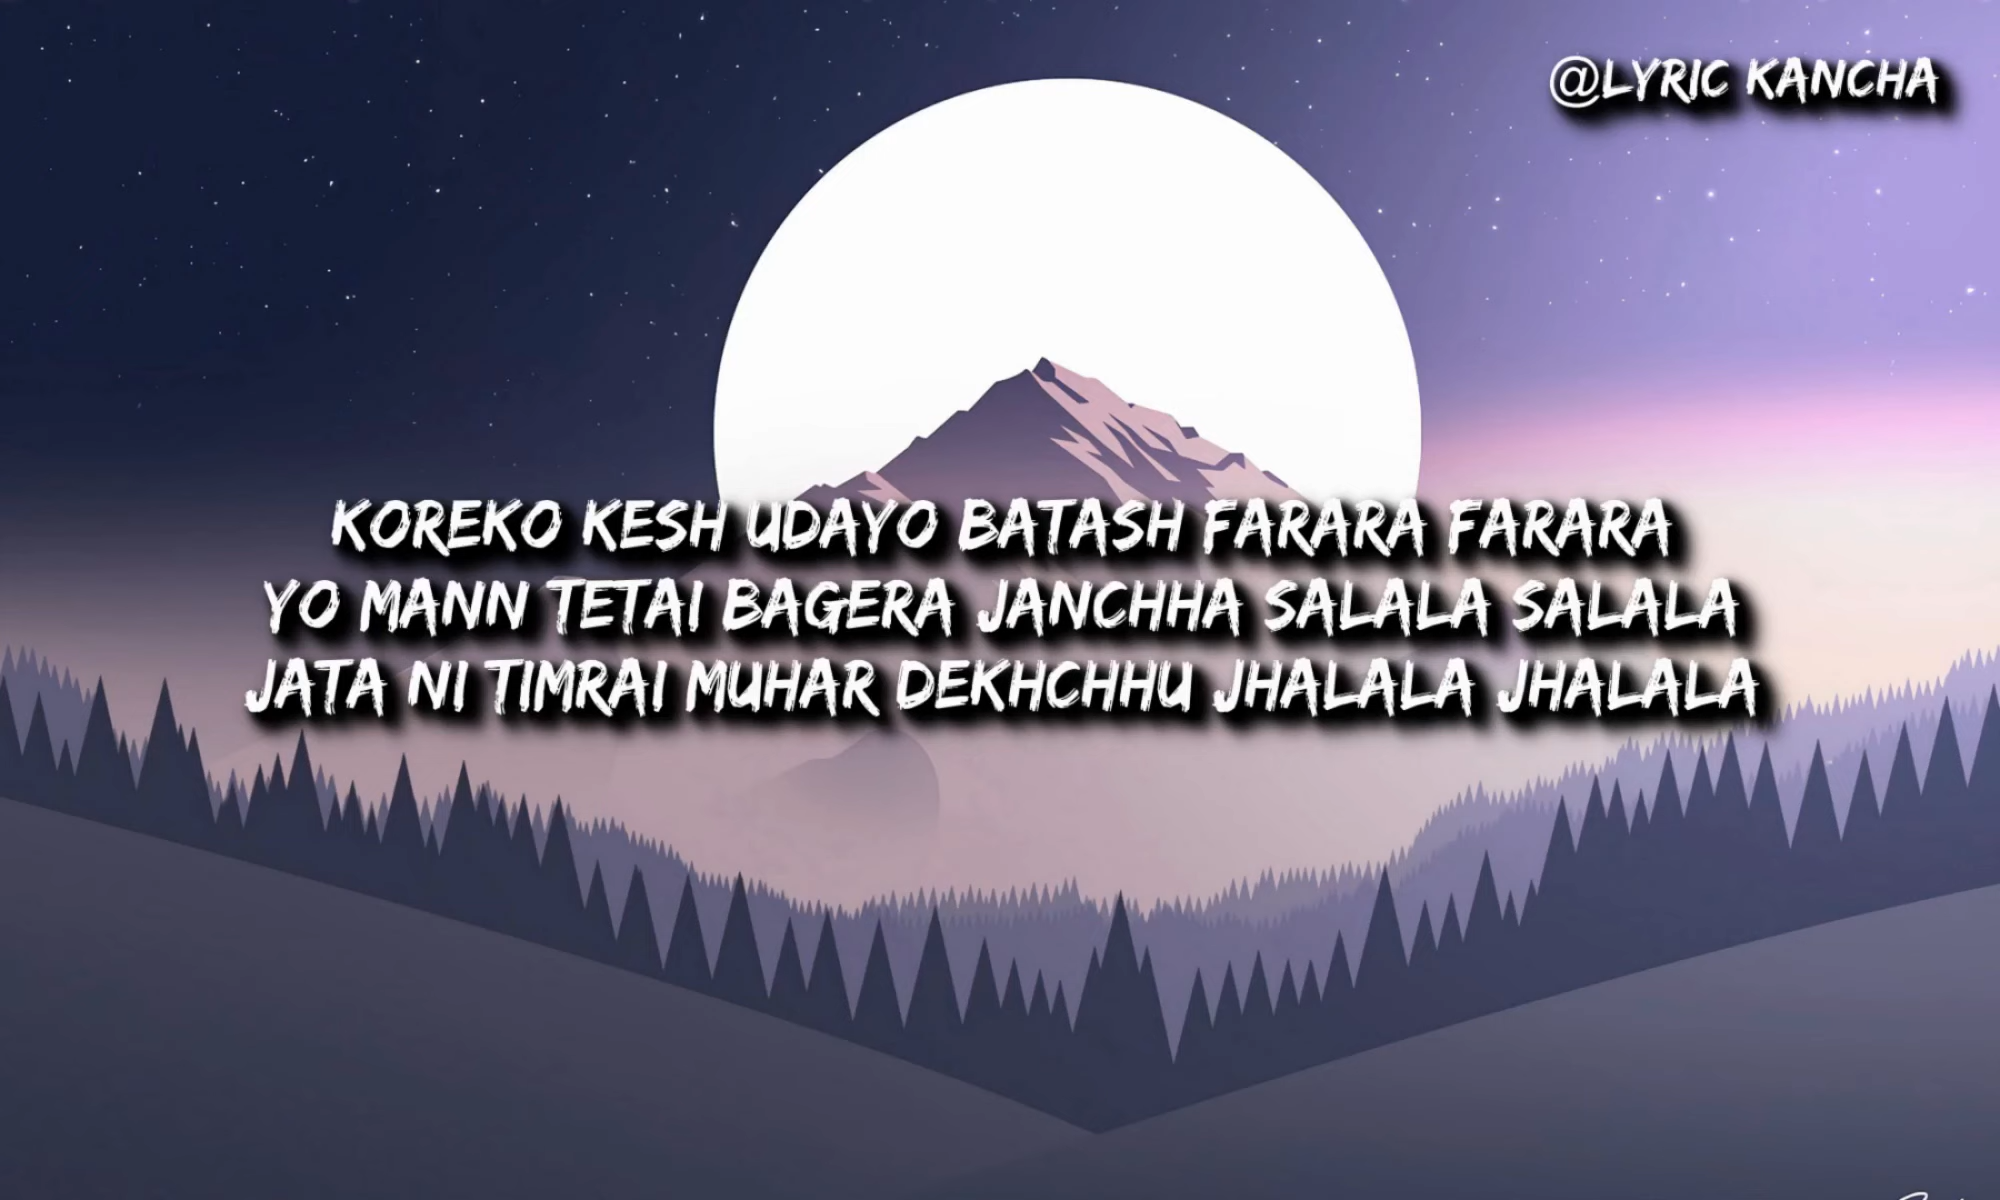 @LYRIC KANCHA
KOREKO KESH UDAYO BATASH FARARA FARARA
YO MANN TETAI BAGERA JANCHHA SALALA SALALA
JATA NI TIMRAI MUHAR DEKHCHHU JHALALA JHALALA